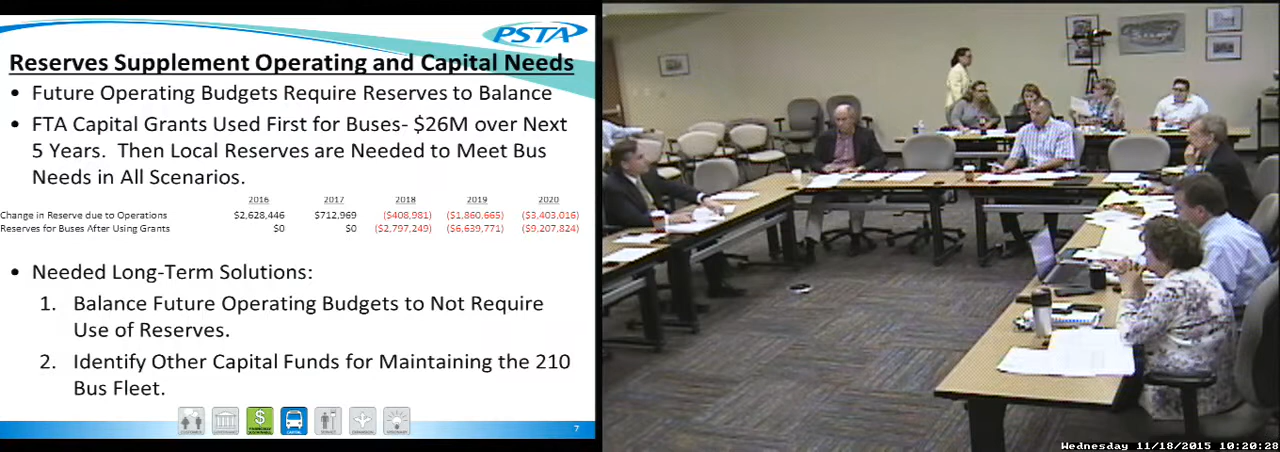 PSTA
Reserves Supplement Operating and Capital Needs
• Future Operating Budgets Require Reserves to Balance
• FTA Capital Grants Used First for Buses- $26M over Next
5 Years. Then Local Reserves are Needed to Meet Bus
Needs in All Scenarios.
2016 2017 2018 2019 2020
Change in Reserve due to Operations $2,628,446 $712,969 ($408,981) ($1,860,665) ($3,403,016)
Reserves for Buses After Using Grants $0 $0 ($2,797,249) ($6,639,771) ($9,207,824)
• Needed Long-Term Solutions:
1. Balance Future Operating Budgets to Not Require
Use of Reserves.
2. Identify Other Capital Funds for Maintaining the 210
Bus Fleet.
CAPITAL
7
Wednesday 11/18/2015 10:20:28